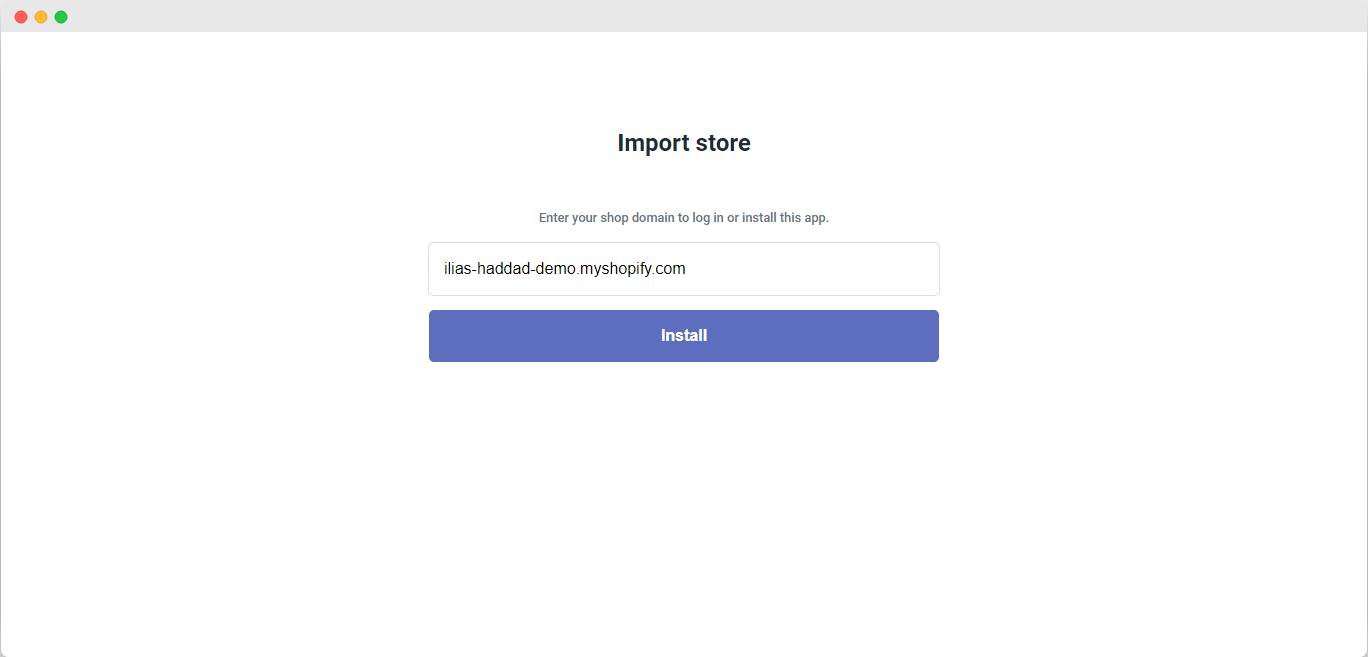 Import store
Enter your shop domain to log in or install this app.
ilias-haddad-demo.myshopify.com
Install